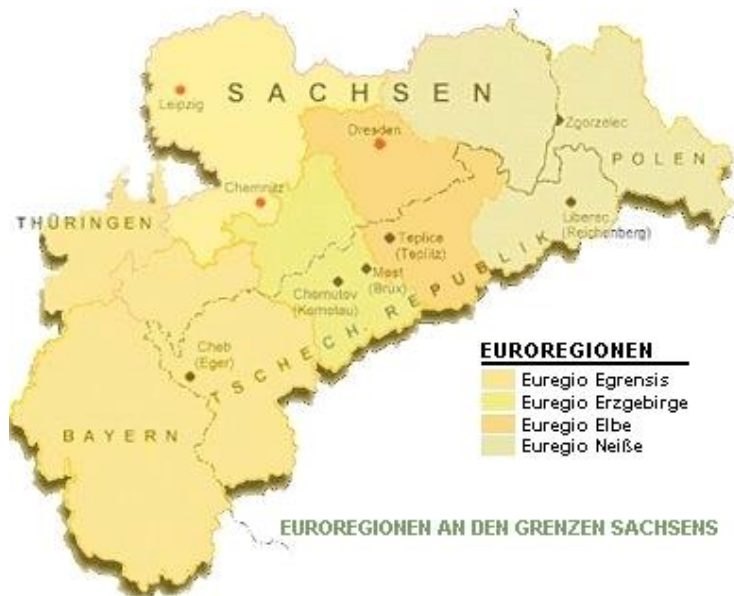 SACHSEN
Leipzig
Dresden
Zgorzelec
POLEN
Chemnitz
THÜRINGEN
Liberec
(Reichenberg)
Teplice
(Teplitz)
Most
(Brüx)
Chomutov
(Komotau)
TSCHECH. REPUBLIK
Cheb
(Eger)
BAYERN
EUROREGIONEN
Euregio Egrensis
Euregio Erzgebirge
Euregio Elbe
Euregio Neiße
EUROREGIONEN AN DEN GRENZEN SACHSENS